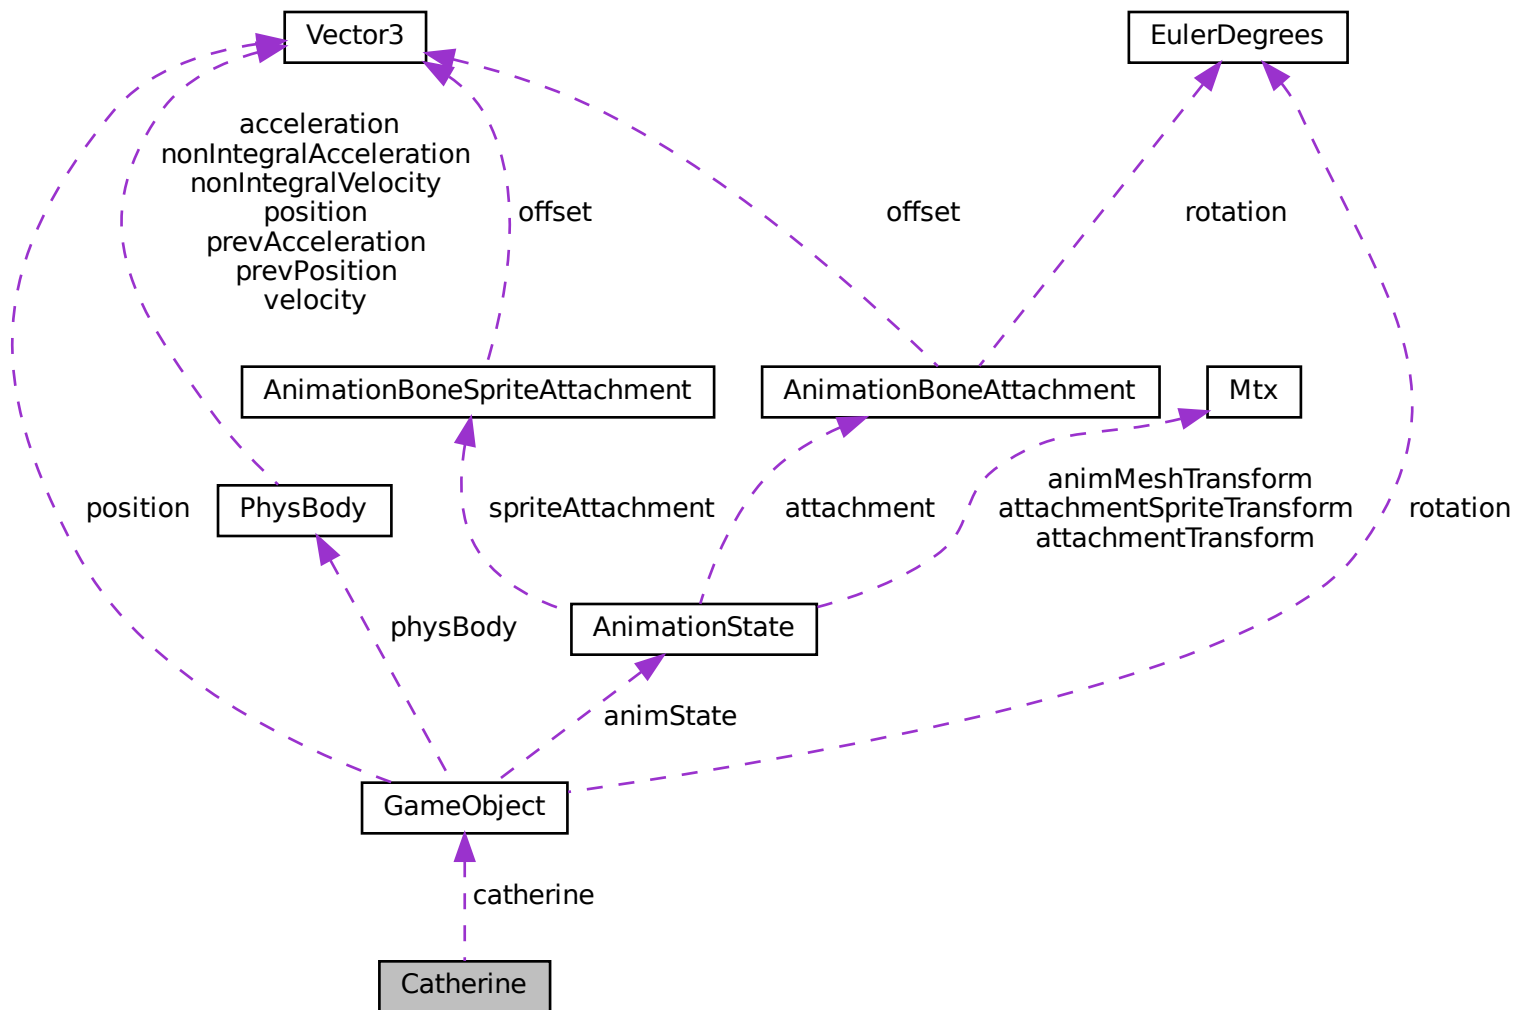 Vector3
EulerDegrees
acceleration
nonIntegralAcceleration
nonIntegralVelocity
position
prevAcceleration
prevPosition
velocity
offset
offset
rotation
AnimationBoneSpriteAttachment
AnimationBoneAttachment
Mtx
position
PhysBody
spriteAttachment
attachment
animMeshTransform
attachmentSpriteTransform
attachmentTransform
rotation
physBody
AnimationState
animState
GameObject
catherine
Catherine